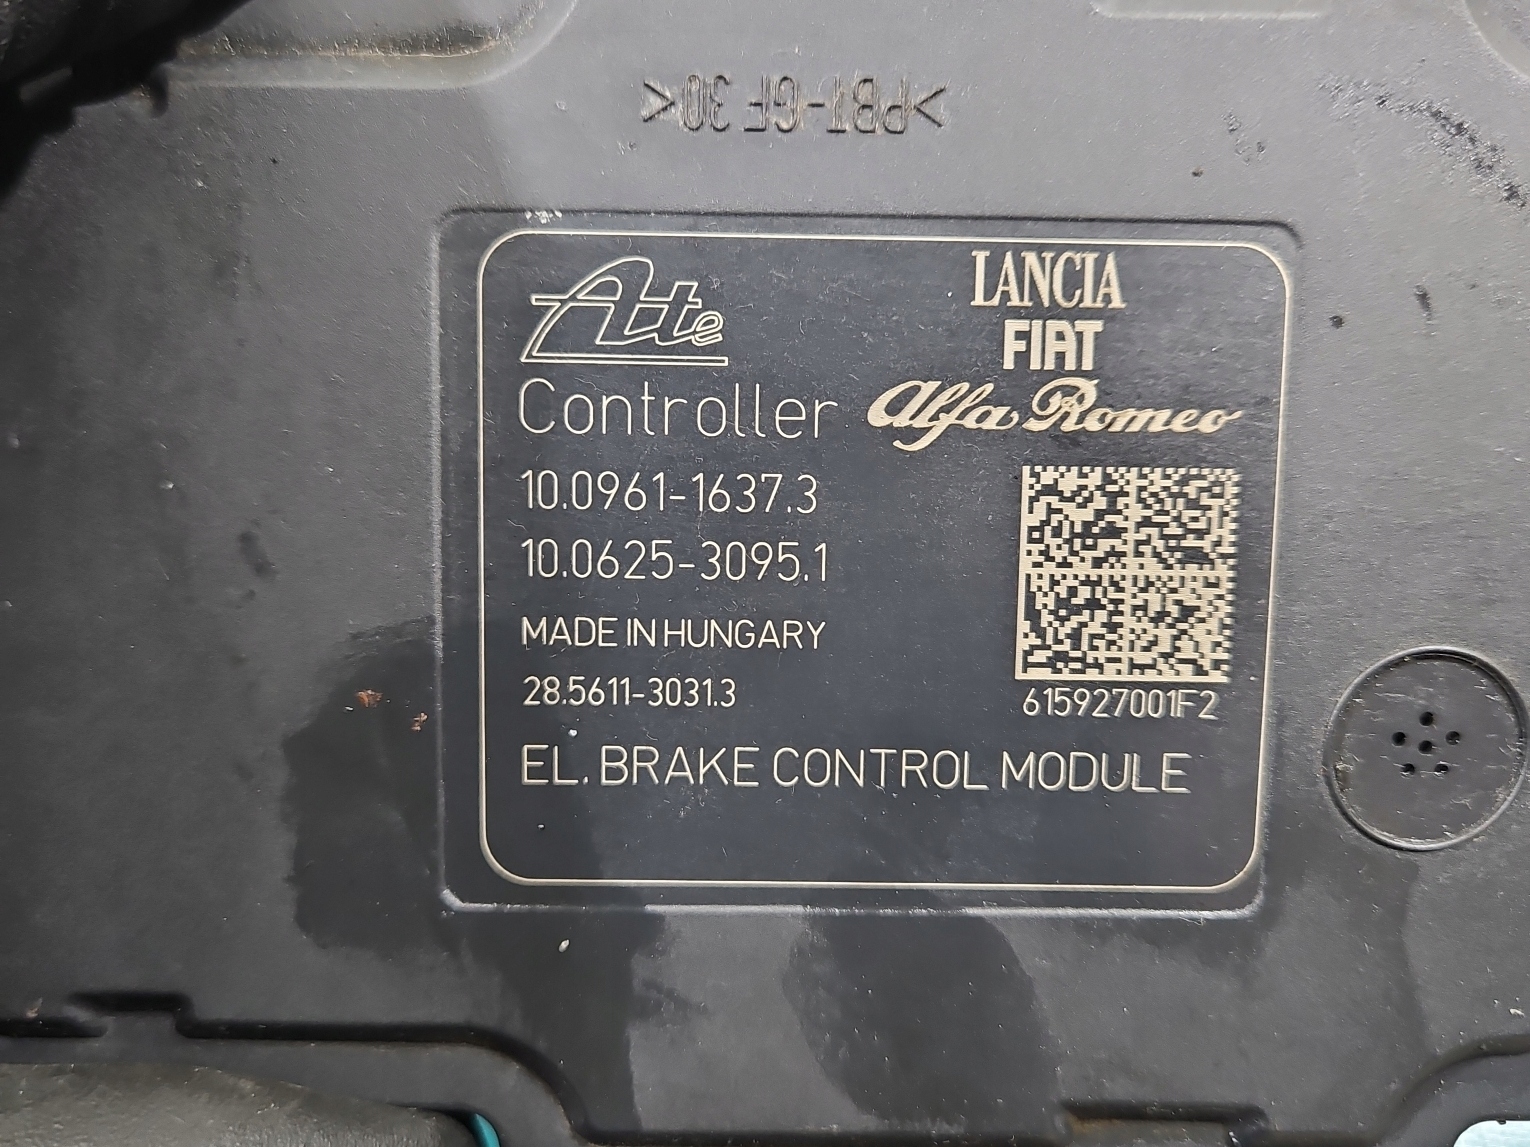 >PBT-GF 30<
Ate
LANCIA
FIAT
Alfa Romeo
Controller
10.0961-1637.3
10.0625-3095.1
MADE IN HUNGARY
28.5611-3031.3
615927001F2
EL. BRAKE CONTROL MODULE